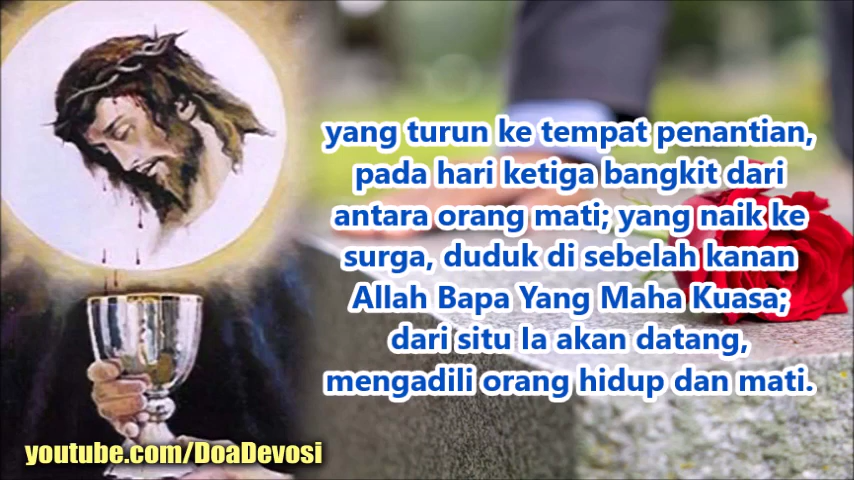 yang turun ke tempat penantian,
pada hari ketiga bangkit dari
antara orang mati; yang naik ke
surga, duduk di sebelah kanan
Allah Bapa Yang Maha Kuasa;
dari situ Ia akan datang,
mengadili orang hidup dan mati.
youtube.com/DoaDevosi